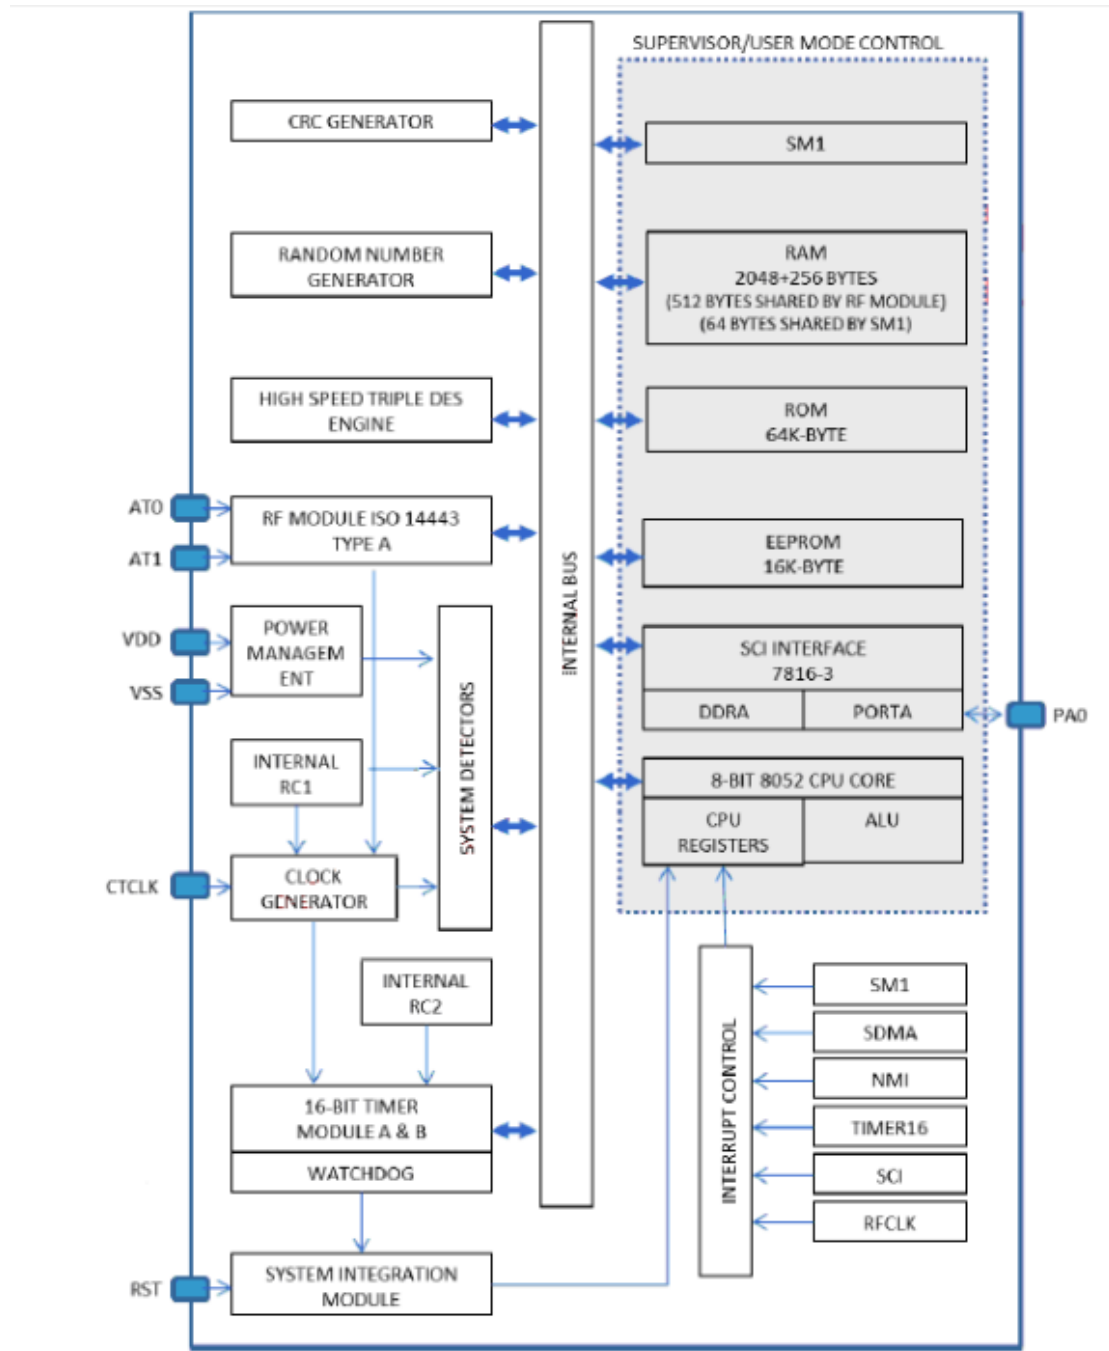 SUPERVISOR/USER MODE CONTROL
CRC GENERATOR
SM1
RANDOM NUMBER
GENERATOR
RAM
2048+256 BYTES
(512 BYTES SHARED BY RF MODULE)
(64 BYTES SHARED BY SM1)
HIGH SPEED TRIPLE DES
ENGINE
ROM
64K-BYTE
AT0
AT1
RF MODULE ISO 14443
TYPE A
EEPROM
16K-BYTE
INTERNAL BUS
VDD
VSS
POWER
MANAGEM
ENT
SYSTEM DETECTORS
SCI INTERFACE
7816-3
DDRA
PORTA
PA0
INTERNAL
RC1
8-BIT 8052 CPU CORE
CPU
REGISTERS
ALU
CTCLK
CLOCK
GENERATOR
INTERNAL
RC2
INTERRUPT CONTROL
SM1
SDMA
NMI
TIMER16
SCI
RFCLK
16-BIT TIMER
MODULE A & B
WATCHDOG
RST
SYSTEM INTEGRATION
MODULE